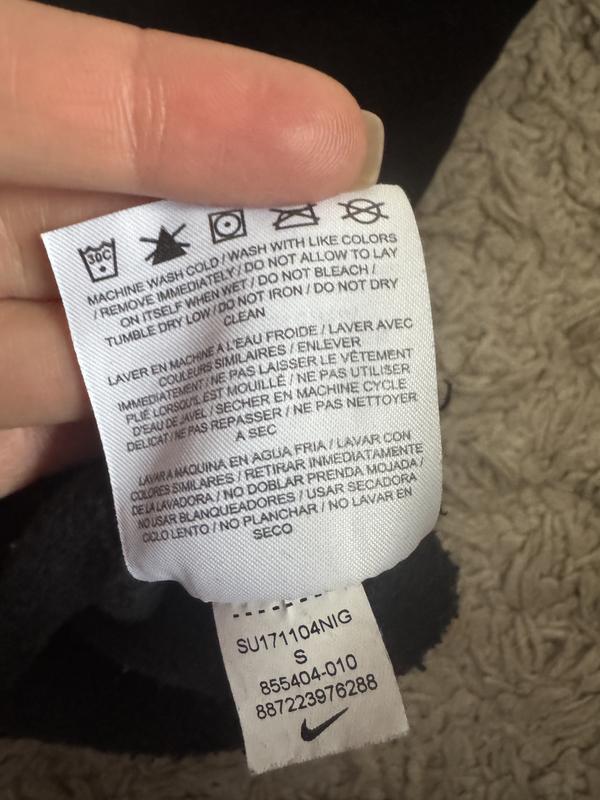 30C
MACHINE WASH COLD / WASH WITH LIKE COLORS
/ REMOVE IMMEDIATELY / DO NOT ALLOW TO LAY
ON ITSELF WHEN WET / DO NOT BLEACH /
TUMBLE DRY LOW / DO NOT IRON / DO NOT DRY
CLEAN
LAVER EN MACHINE A L'EAU FROIDE / LAVER AVEC
COULEURS SIMILAIRES / ENLEVER
IMMEDIATEMENT / NE PAS LAISSER LE VÊTEMENT
PLIÉ LORSQU'IL EST MOUILLÉ / NE PAS UTILISER
D'EAU DE JAVEL / SECHER EN MACHINE CYCLE
DELICAT / NE PAS REPASSER / NE PAS NETTOYER
A SEC
LAVAR A MAQUINA EN AGUA FRIA / LAVAR CON
COLORES SIMILARES / RETIRAR INMEDIATAMENTE
DE LA LAVADORA / NO DOBLAR PRENDA MOJADA /
NO USAR BLANQUEADORES / USAR SECADORA
CICLO LENTO / NO PLANCHAR / NO LAVAR EN
SECO
SU171104NIG
S
855404-010
887223976288